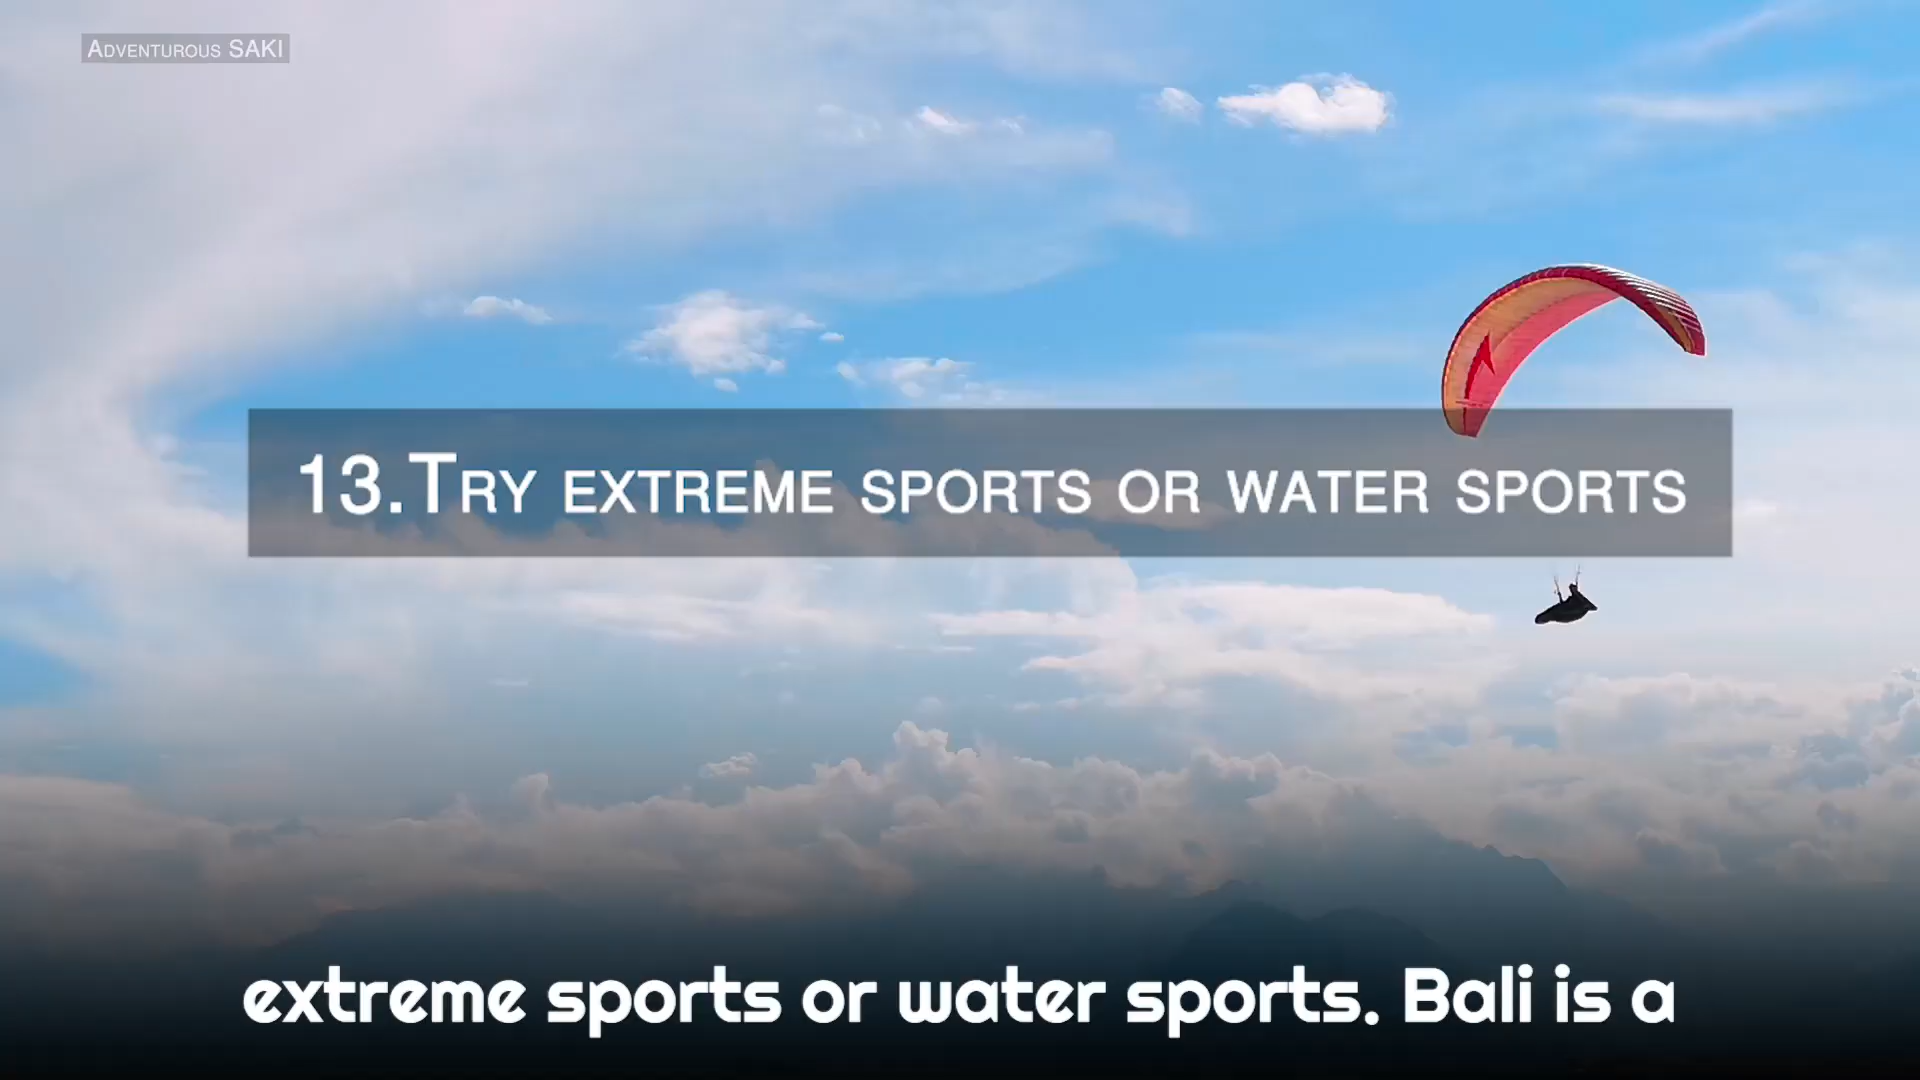 Adventurous SAKI
13.Try extreme sports or water sports
extreme sports or water sports. Bali is a